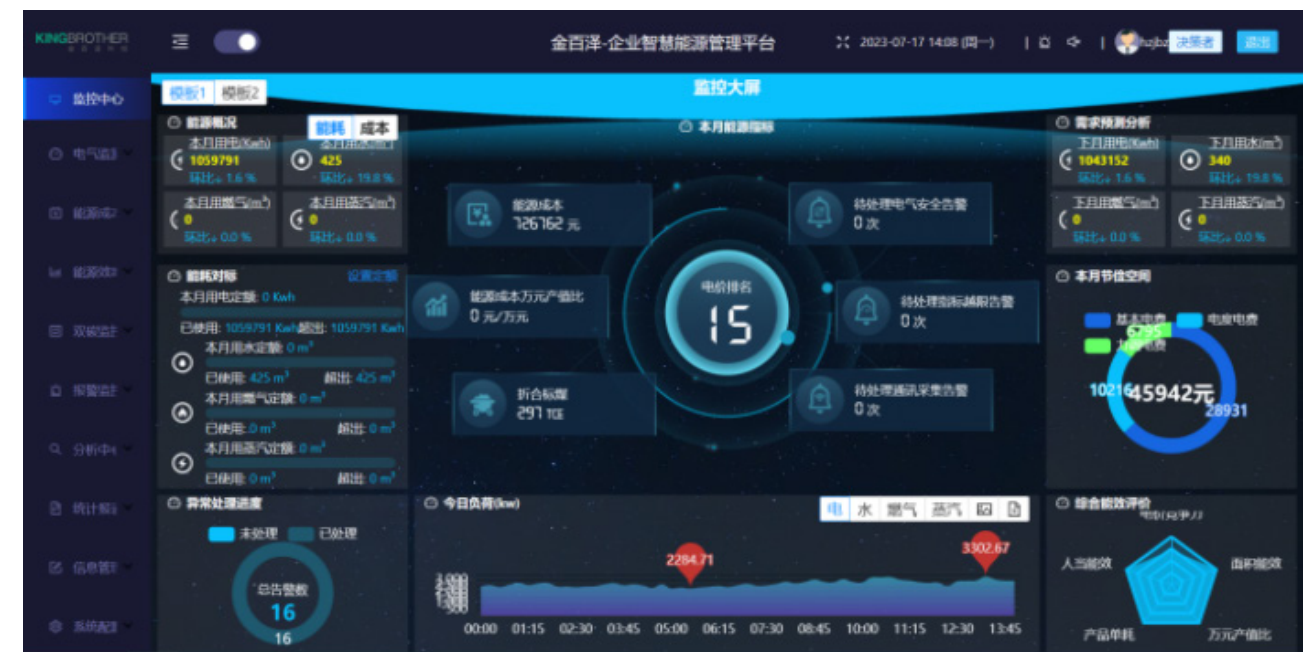 KINGBROTHER
金百泽-企业智慧能源管理平台
2023-07-17 14:08 (周一)
hzjbz
决策者
退出
监控中心
模板1 模板2
监控大屏
能源概况
能耗 成本
本月用电(Kwh)
1059791
环比↓ 1.6 %
425
环比↓ 19.8 %
本月用燃气(m³)
0
环比↓ 0.0 %
本月用蒸汽(m³)
0
环比↓ 0.0 %
能耗对标
设置定额
本月用电定额: 0 Kwh
已使用: 1059791 Kwh超出: 1059791 Kwh
本月用水定额: 0 m³
已使用: 425 m³ 超出: 425 m³
本月用燃气定额: 0 m³
已使用: 0 m³ 超出: 0 m³
本月用蒸汽定额: 0 m³
已使用: 0 m³ 超出: 0 m³
异常处理进度
未处理 已处理
总告警数
16
16
本月能源指标
能源成本
726762 元
能源成本万元产值比
0 元/万元
折合标煤
297 TCE
电价排名
15
待处理电气安全告警
0 次
待处理指标越限告警
0 次
待处理通讯采集告警
0 次
今日负荷(kw)
电 水 燃气 蒸汽
2284.71
3302.67
00:00 01:15 02:30 03:45 05:00 06:15 07:30 08:45 10:00 11:15 12:30 13:45
需求预测分析
下月用电(Kwh)
1043152
环比↓ 1.6 %
下月用水(m³)
340
环比↓ 19.8 %
下月用燃气(m³)
0
环比↓ 0.0 %
下月用蒸汽(m³)
0
环比↓ 0.0 %
本月节俭空间
基本电费
电度电费
6795
10216
45942元
28931
综合能效评价
人当能效
面积能效
产品单耗
万元产值比